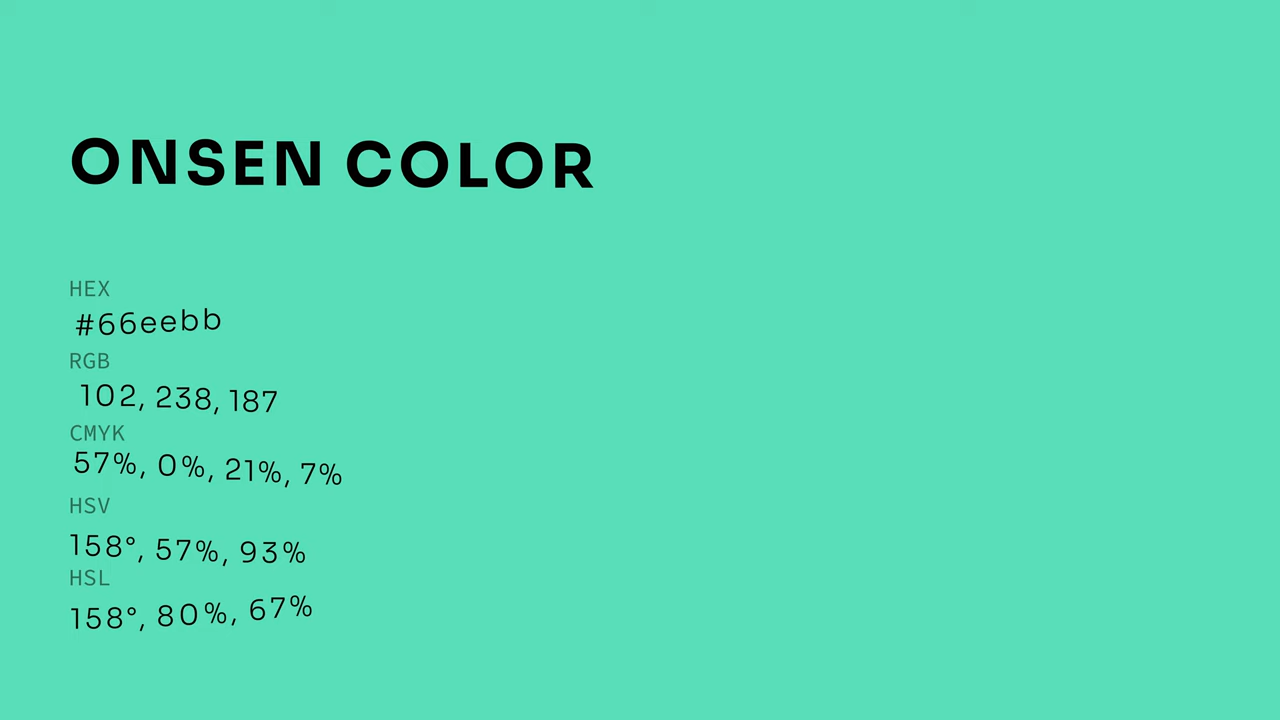 ONSEN COLOR
HEX
#66eebb
RGB
102, 238, 187
CMYK
57%, 0%, 21%, 7%
HSV
158°, 57%, 93%
HSL
158°, 80%, 67%